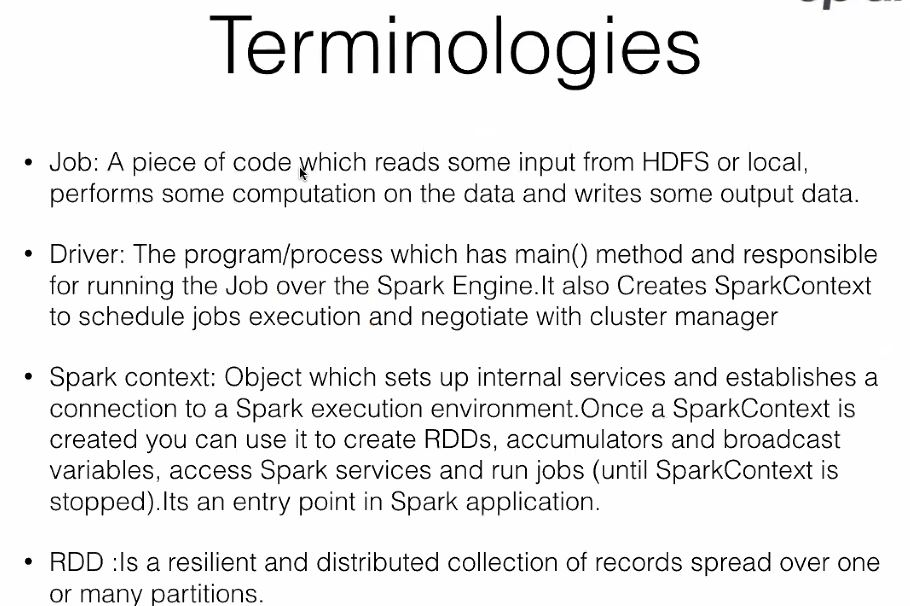 Terminologies
• Job: A piece of code which reads some input from HDFS or local,
performs some computation on the data and writes some output data.
• Driver: The program/process which has main() method and responsible
for running the Job over the Spark Engine.It also Creates SparkContext
to schedule jobs execution and negotiate with cluster manager
• Spark context: Object which sets up internal services and establishes a
connection to a Spark execution environment.Once a SparkContext is
created you can use it to create RDDs, accumulators and broadcast
variables, access Spark services and run jobs (until SparkContext is
stopped).Its an entry point in Spark application.
• RDD :Is a resilient and distributed collection of records spread over one
or many partitions.